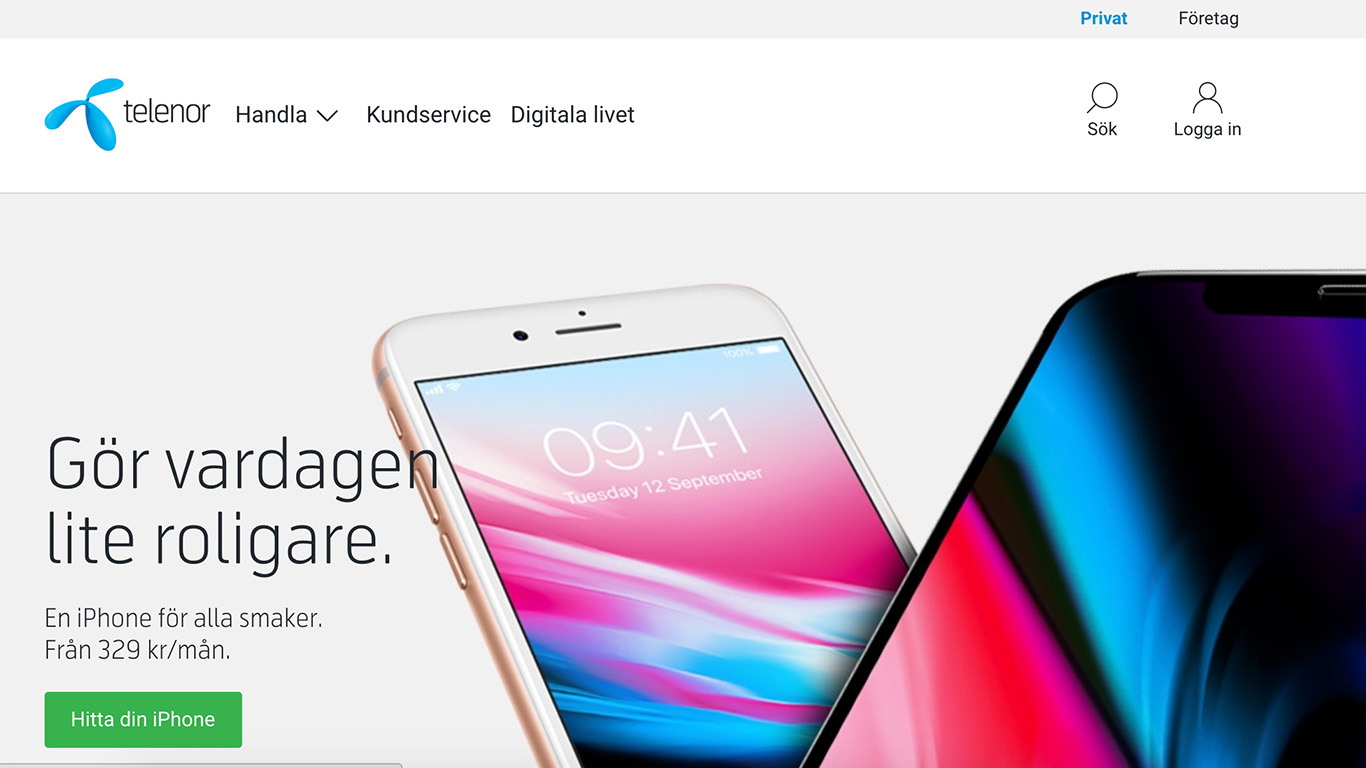 Privat Företag
telenor Handla Kundservice Digitala livet
Sök Logga in
100%
09:41
Tuesday 12 September
Gör vardagen
lite roligare.
En iPhone för alla smaker.
Från 329 kr/mån.
Hitta din iPhone